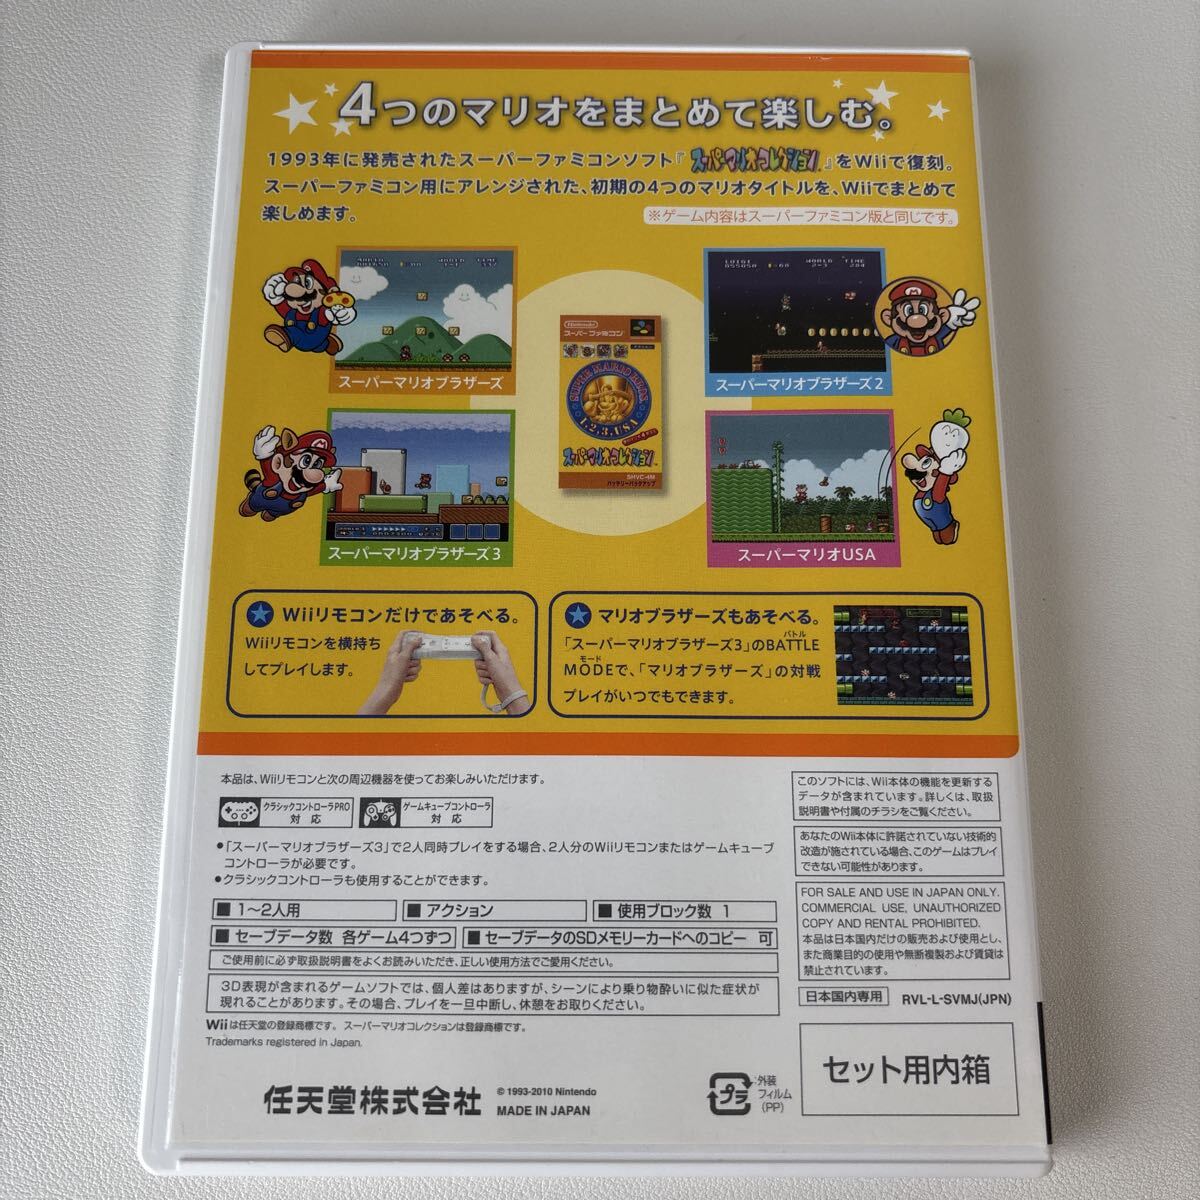 4つのマリオをまとめて楽しむ。
1993年に発売されたスーパーファミコンソフト『スーパーマリオコレクション』をWiiで復刻。
スーパーファミコン用にアレンジされた、初期の4つのマリオタイトルを、Wiiでまとめて
楽しめます。
※ゲーム内容はスーパーファミコン版と同じです。
スーパーマリオブラザーズ
LUIGI WORLD TIME
2-3 284
スーパーマリオブラザーズ2
Nintendo
スーパーファミコン
SUPER MARIO BROS.
1,2,3,USA
スーパーマリオコレクション
SHVC-4M
バッテリーバックアップ
スーパーマリオブラザーズ3
スーパーマリオUSA
Wiiリモコンだけであそべる。
Wiiリモコンを横持ち
してプレイします。
マリオブラザーズもあそべる。
「スーパーマリオブラザーズ3」のBATTLE
バトル
MODEで、「マリオブラザーズ」の対戦
モード
プレイがいつでもできます。
本品は、Wiiリモコンと次の周辺機器を使ってお楽しみいただけます。
クラシックコントローラPRO
対応
ゲームキューブコントローラ
対応
●「スーパーマリオブラザーズ3」で2人同時プレイをする場合、2人分のWiiリモコンまたはゲームキューブ
コントローラが必要です。
●クラシックコントローラも使用することができます。
■ 1〜2人用
■ アクション
■ 使用ブロック数 1
■ セーブデータ数 各ゲーム4つずつ
■ セーブデータのSDメモリーカードへのコピー 可
ご使用前に必ず取扱説明書をよくお読みいただき、正しい使用方法でご愛用ください。
3D表現が含まれるゲームソフトでは、個人差はありますが、シーンにより乗り物酔いに似た症状が
現れることがあります。その場合、プレイを一旦中断し、休憩をお取りください。
Wiiは任天堂の登録商標です。 スーパーマリオコレクションは登録商標です。
Trademarks registered in Japan.
このソフトには、Wii本体の機能を更新する
データが含まれています。詳しくは、取扱
説明書や付属のチラシをご覧ください。
あなたのWii本体に許諾されていない技術的
改造が施されている場合、このゲームはプレイ
できない可能性があります。
FOR SALE AND USE IN JAPAN ONLY.
COMMERCIAL USE, UNAUTHORIZED
COPY AND RENTAL PROHIBITED.
本品は日本国内だけの販売および使用とし、
また商業目的の使用や無断複製および賃貸は
禁止されています。
日本国内専用
RVL-L-SVMJ(JPN)
任天堂株式会社
© 1993-2010 Nintendo
MADE IN JAPAN
プラ
:外装
フィルム
(PP)
セット用内箱